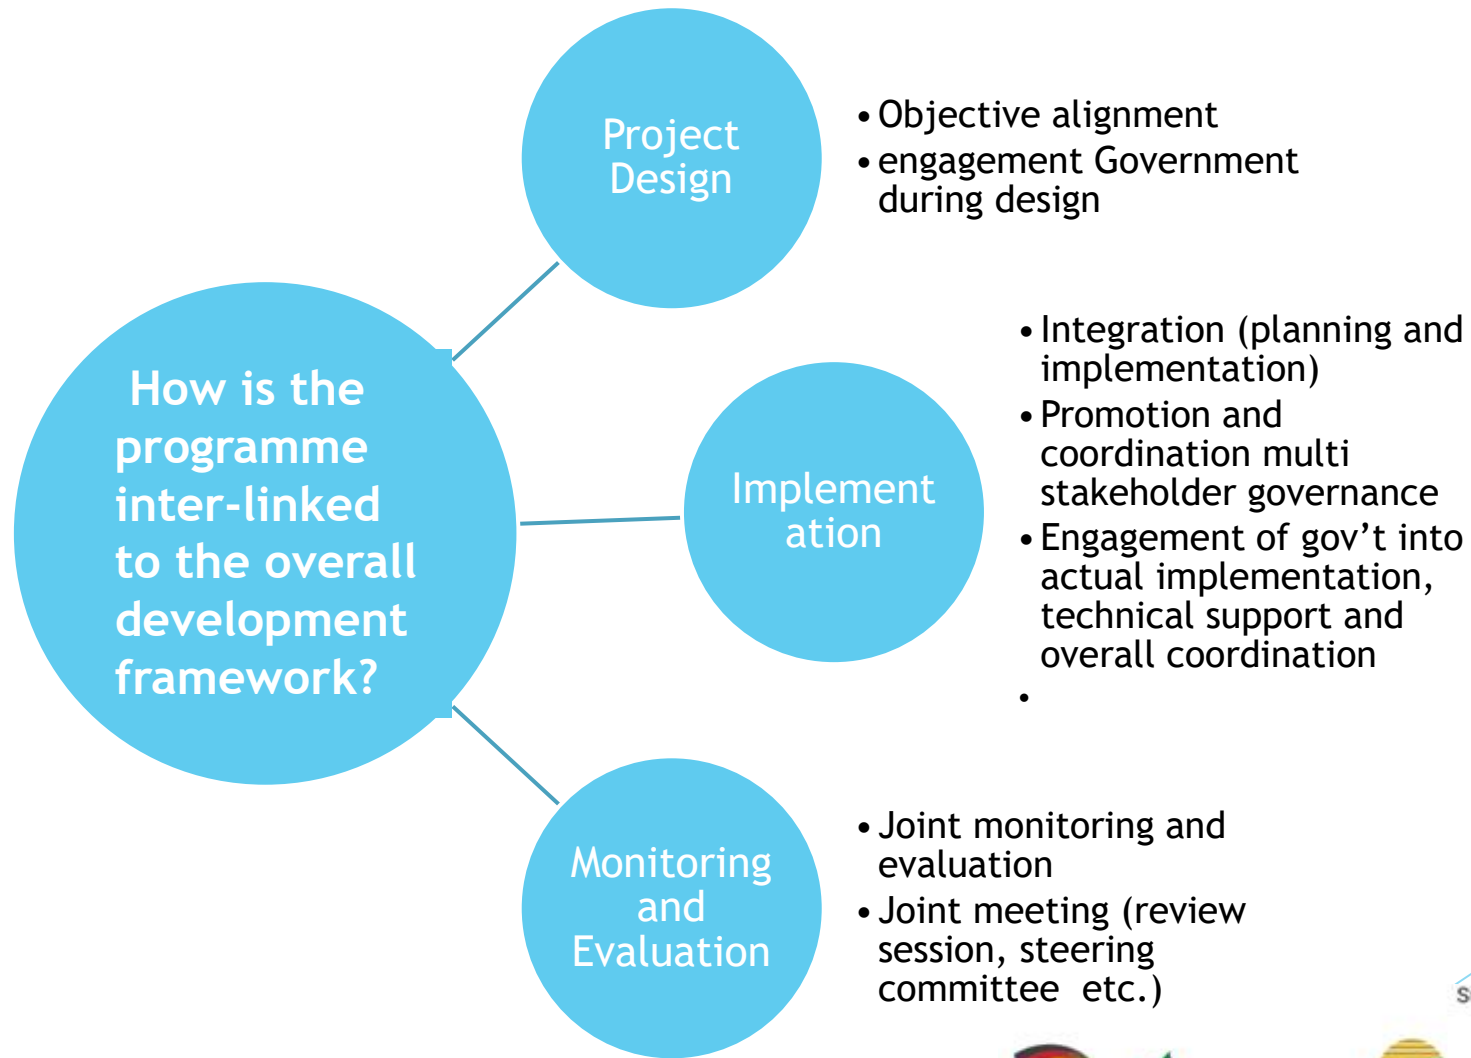 Project
Design
• Objective alignment
• engagement Government
during design
How is the
programme
inter-linked
to the overall
development
framework?
Implement
ation
• Integration (planning and
implementation)
• Promotion and
coordination multi
stakeholder governance
• Engagement of gov’t into
actual implementation,
technical support and
overall coordination
•
Monitoring
and
Evaluation
• Joint monitoring and
evaluation
• Joint meeting (review
session, steering
committee etc.)